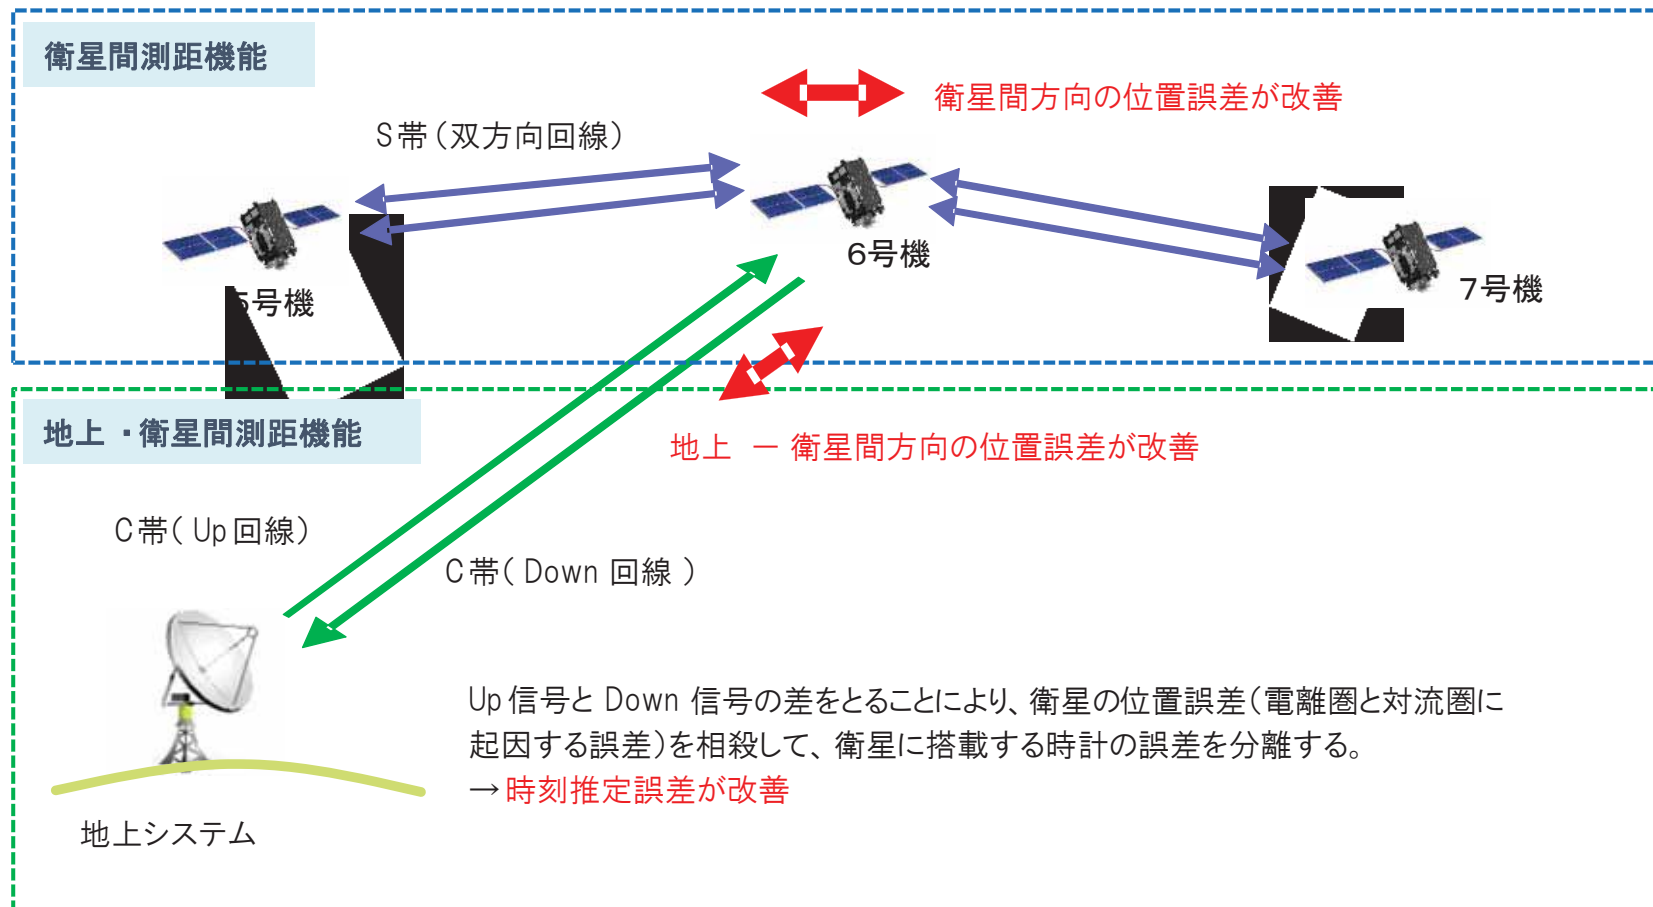 衛星間測距機能
衛星間方向の位置誤差が改善
S帯(双方向回線)
6号機
5号機
7号機
地上・衛星間測距機能
地上 － 衛星間方向の位置誤差が改善
C帯( Up回線)
C帯( Down 回線 )
Up信号と Down 信号の差をとることにより、衛星の位置誤差(電離圏と対流圏に
起因する誤差)を相殺して、衛星に搭載する時計の誤差を分離する。
→時刻推定誤差が改善
地上システム